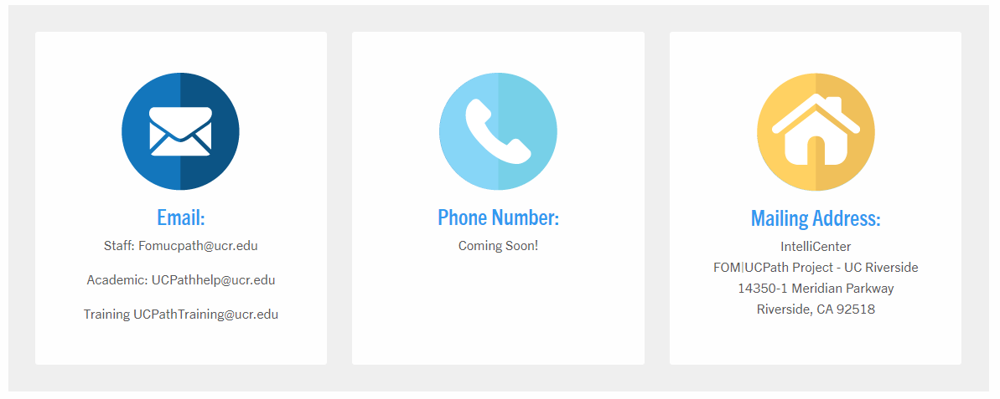 Email:
Staff: Fomucpath@ucr.edu
Academic: UCPathhelp@ucr.edu
Training UCPathTraining@ucr.edu
Phone Number:
Coming Soon!
Mailing Address:
IntelliCenter
FOM|UCPath Project - UC Riverside
14350-1 Meridian Parkway
Riverside, CA 92518